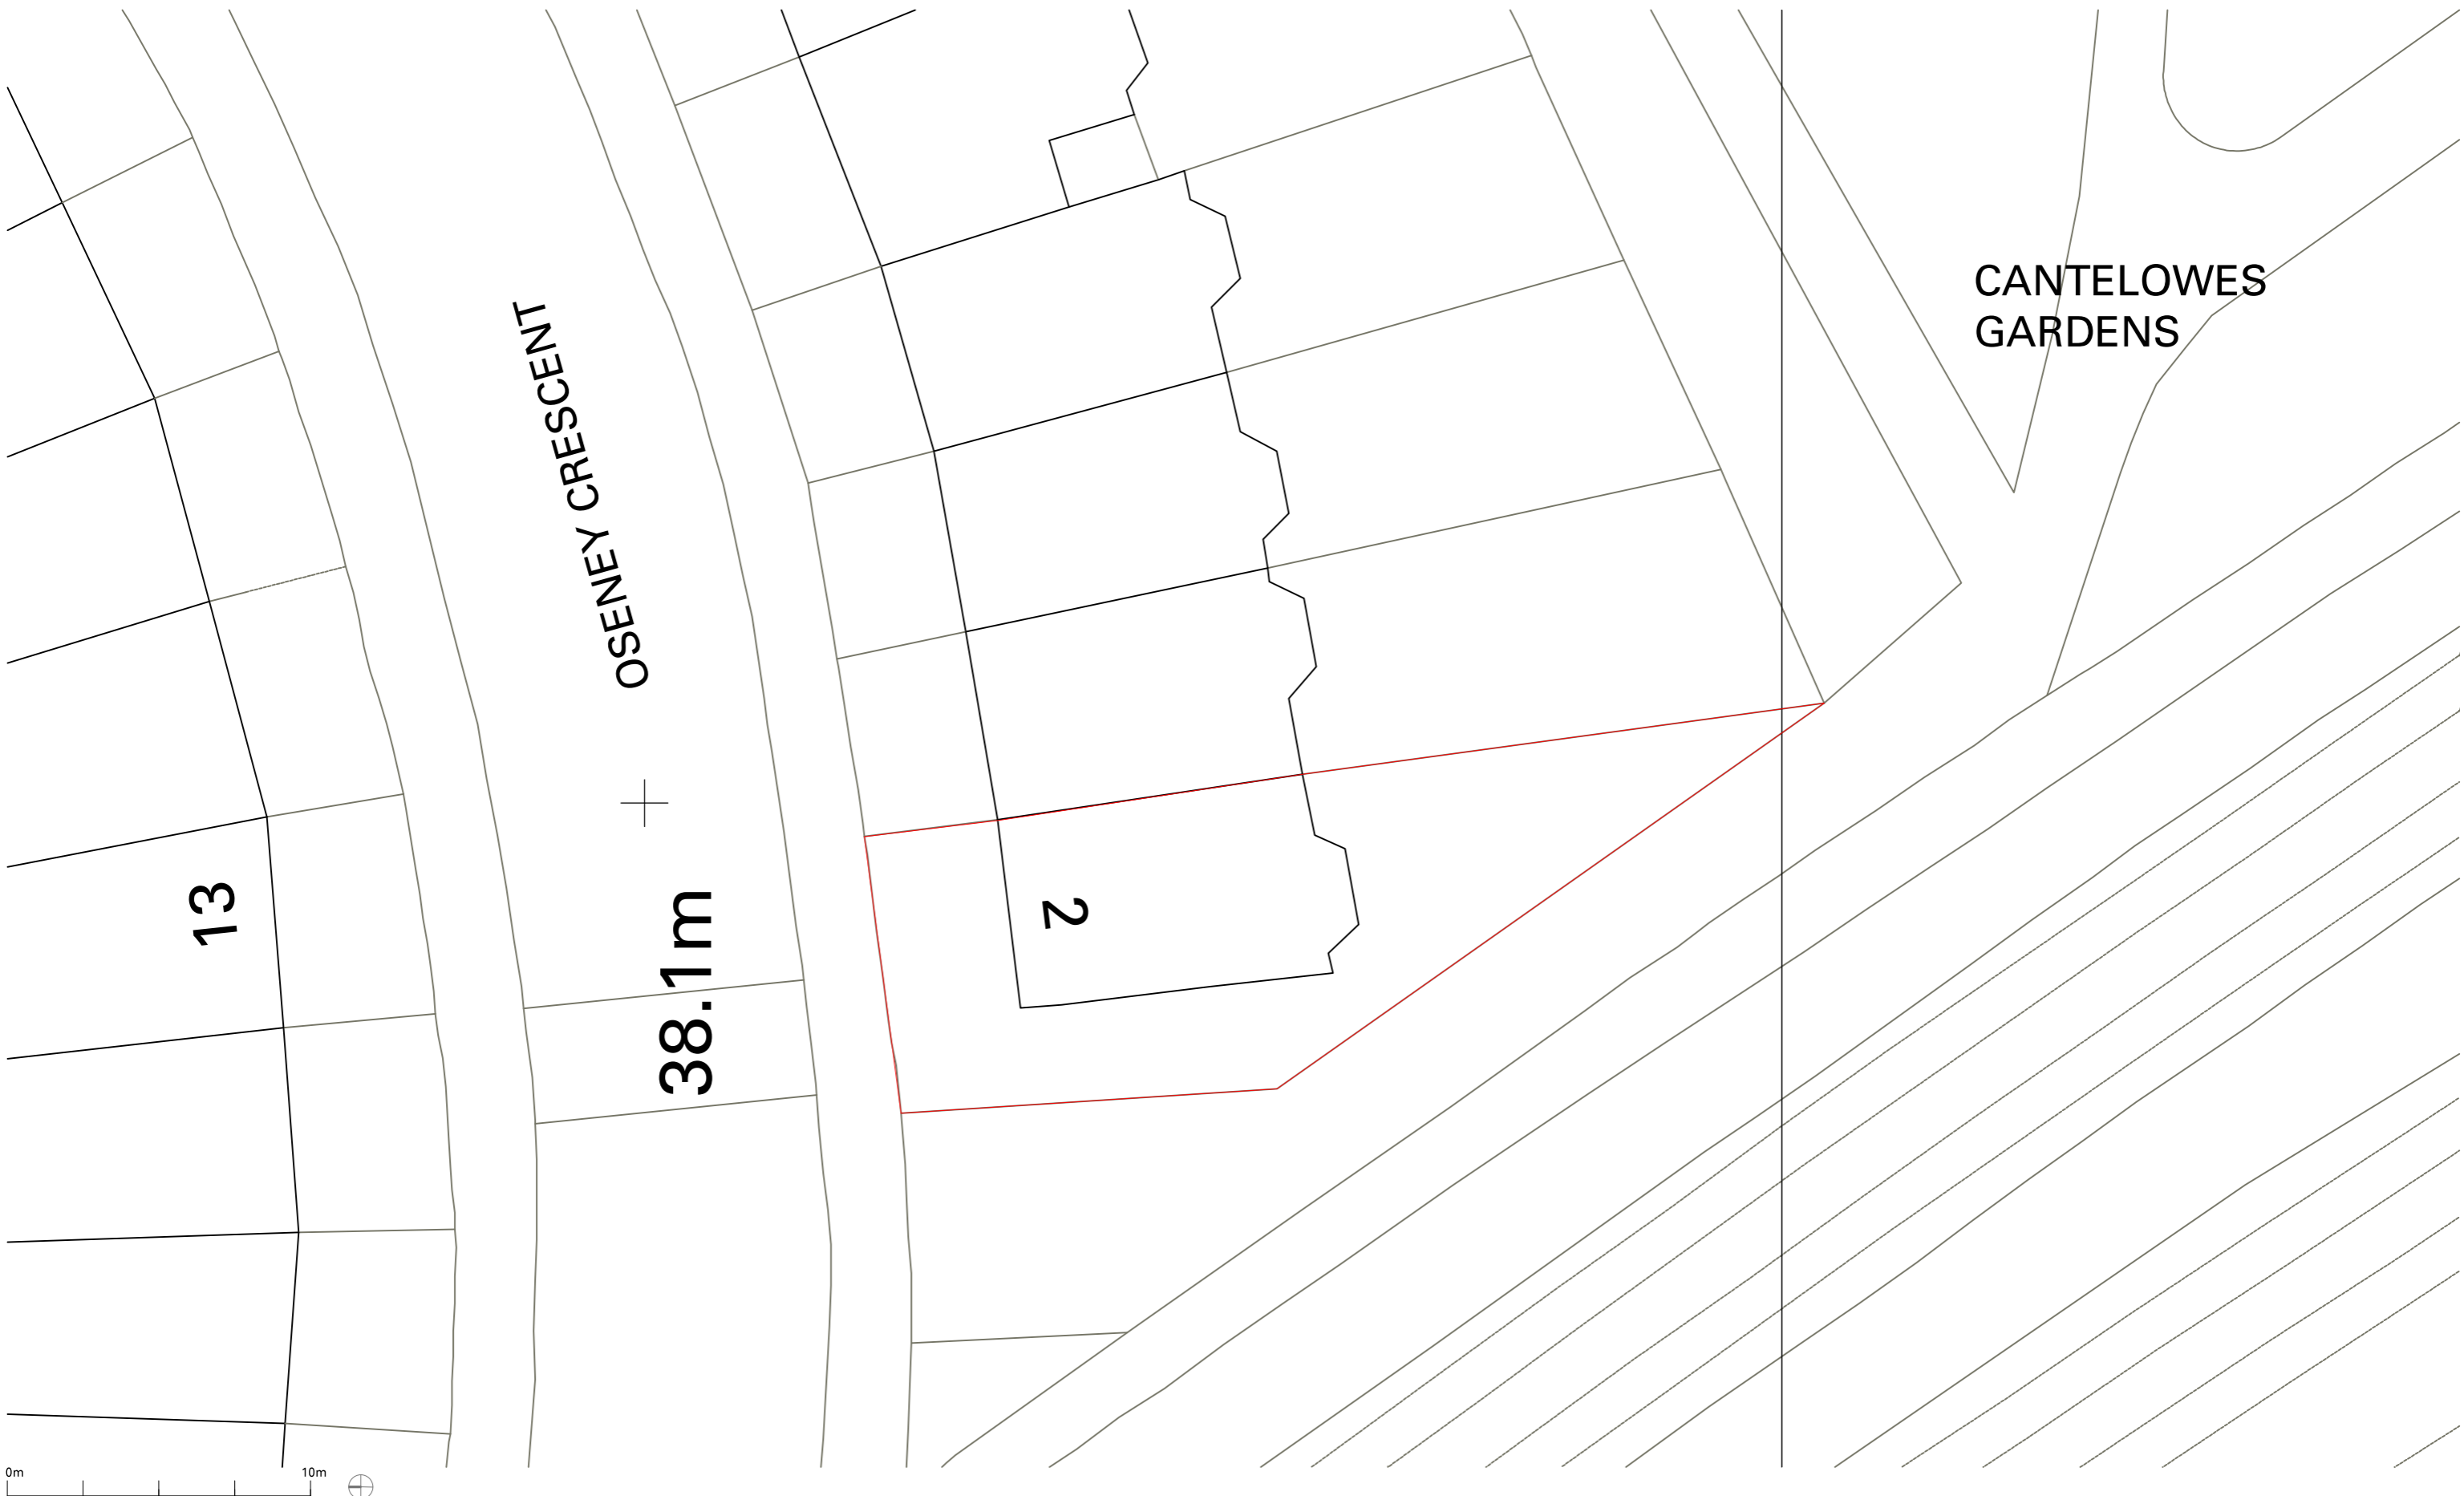 CANTELOWES
GARDENS
OSENEY CRESCENT
13
2
38.1m
0m
10m